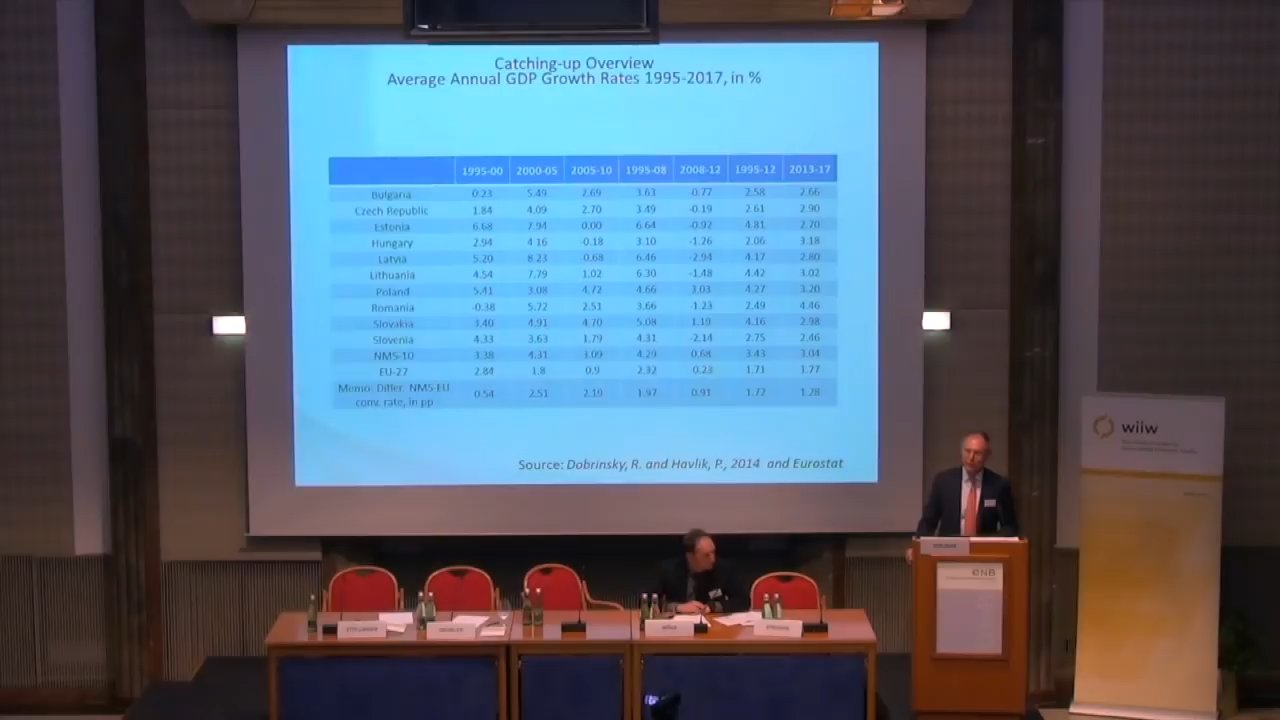 Catching-up Overview
Average Annual GDP Growth Rates 1995-2017, in %
1995-00 2000-05 2005-10 1995-08 2008-12 1995-12 2013-17
Bulgaria 0.23 5.49 2.69 3.63 0.77 2.58 2.66
Czech Republic 1.84 4.09 2.70 3.49 -0.19 2.61 2.90
Estonia 6.68 7.94 0.00 6.64 -0.92 4.81 2.70
Hungary 2.94 4.16 -0.18 3.10 -1.26 2.06 3.18
Latvia 5.20 8.23 -0.68 6.46 -2.94 4.17 2.80
Lithuania 4.54 7.79 1.02 6.30 -1.48 4.42 3.02
Poland 5.41 3.08 4.72 4.66 3.03 4.27 3.20
Romania -0.38 5.72 2.51 3.66 -1.23 2.49 4.46
Slovakia 3.40 4.91 4.70 5.08 1.19 4.16 2.98
Slovenia 4.33 3.63 1.79 4.31 -2.14 2.75 2.46
NMS-10 3.38 4.31 3.09 4.29 0.68 3.43 3.04
EU-27 2.84 1.8 0.9 2.32 -0.23 1.71 1.77
Memo: Differ. NMS-EU
conv. rate, in pp 0.54 2.51 2.19 1.97 0.91 1.72 1.28
Source: Dobrinsky, R. and Havlik, P., 2014 and Eurostat
wiiw
ONB